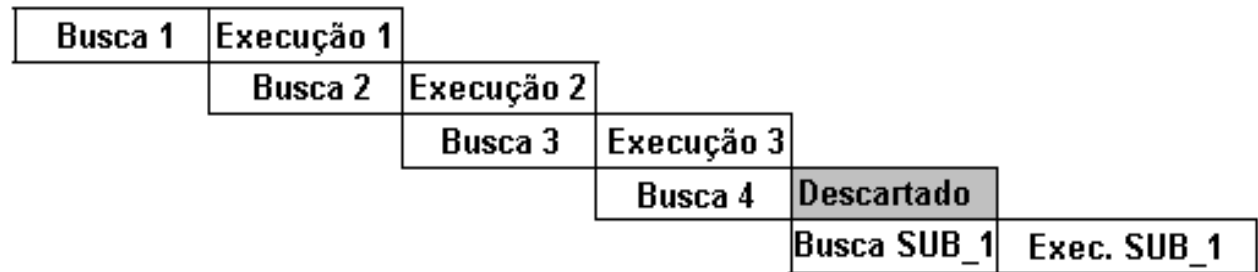 Busca 1 Execução 1
Busca 2 Execução 2
Busca 3 Execução 3
Busca 4 Descartado
Busca SUB_1 Exec. SUB_1